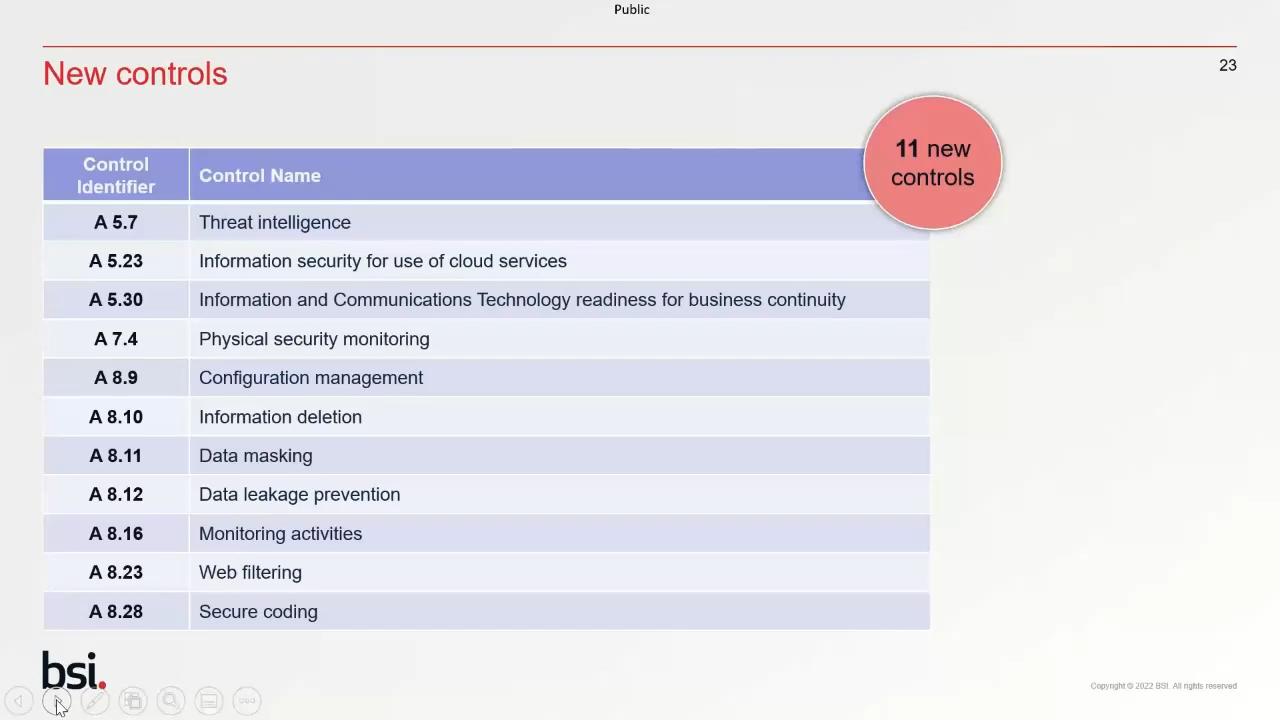 Public
New controls
23
11 new
controls
Control
Identifier
Control Name
A 5.7 Threat intelligence
A 5.23 Information security for use of cloud services
A 5.30 Information and Communications Technology readiness for business continuity
A 7.4 Physical security monitoring
A 8.9 Configuration management
A 8.10 Information deletion
A 8.11 Data masking
A 8.12 Data leakage prevention
A 8.16 Monitoring activities
A 8.23 Web filtering
A 8.28 Secure coding
bsi.
Copyright © 2022 BSI. All rights reserved